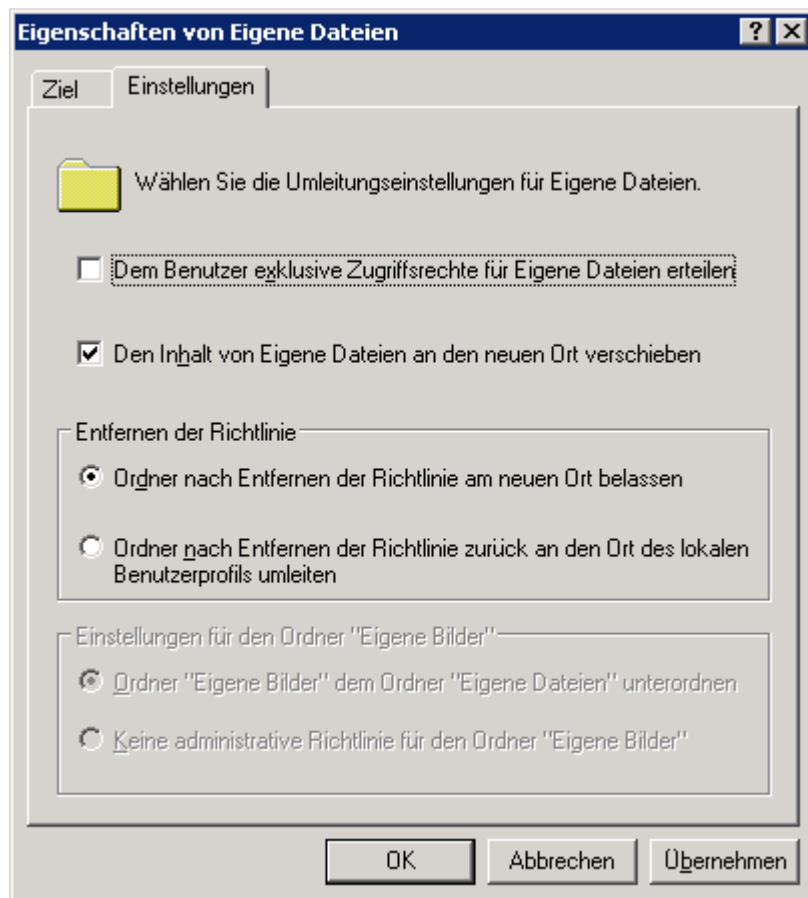 Eigenschaften von Eigene Dateien
Ziel
Einstellungen
Wählen Sie die Umleitungseinstellungen für Eigene Dateien.
Dem Benutzer exklusive Zugriffsrechte für Eigene Dateien erteilen
Den Inhalt von Eigene Dateien an den neuen Ort verschieben
Entfernen der Richtlinie
Ordner nach Entfernen der Richtlinie am neuen Ort belassen
Ordner nach Entfernen der Richtlinie zurück an den Ort des lokalen
Benutzerprofils umleiten
Einstellungen für den Ordner "Eigene Bilder"
Ordner "Eigene Bilder" dem Ordner "Eigene Dateien" unterordnen
Keine administrative Richtlinie für den Ordner "Eigene Bilder"
OK
Abbrechen
Übernehmen